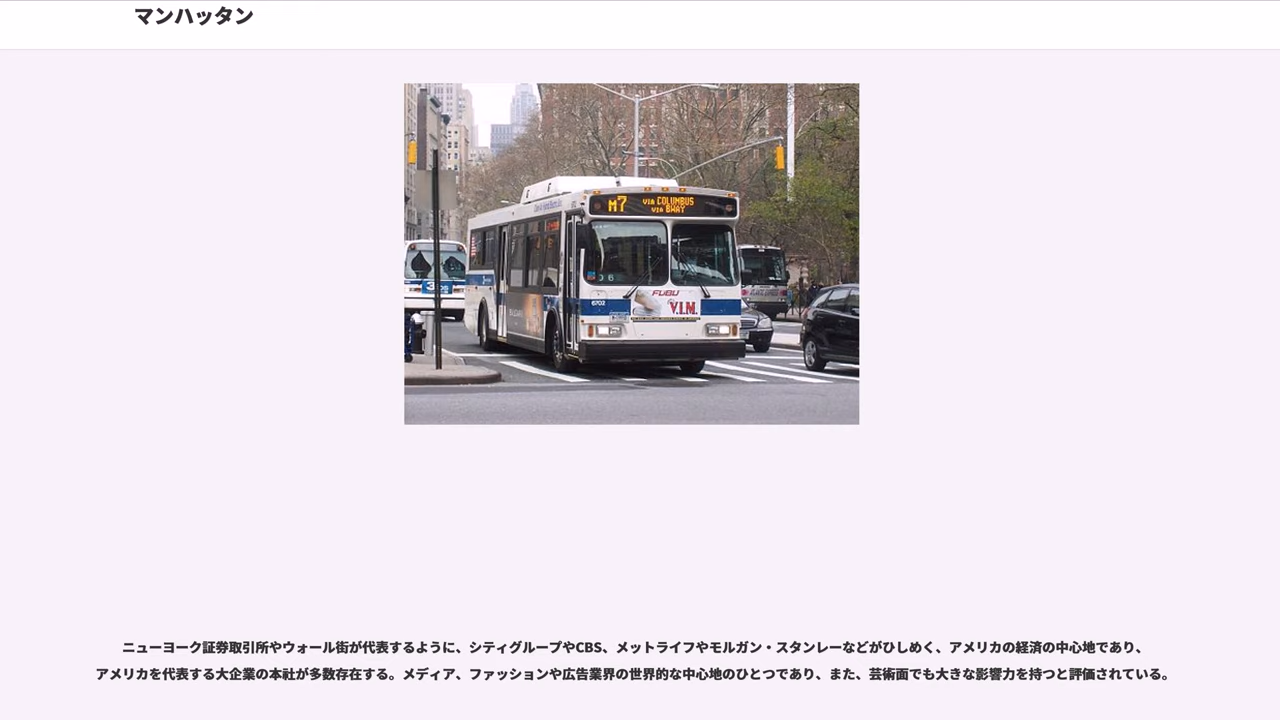 マンハッタン
M7 VIA COLUMBUS
VIA BWAY
FUBU
6702
V.I.M.
ニューヨーク証券取引所やウォール街が代表するように、シティグループやCBS、メットライフやモルガン・スタンレーなどがひしめく、アメリカの経済の中心地であり、
アメリカを代表する大企業の本社が多数存在する。メディア、ファッションや広告業界の世界的な中心地のひとつであり、また、芸術面でも大きな影響力を持つと評価されている。